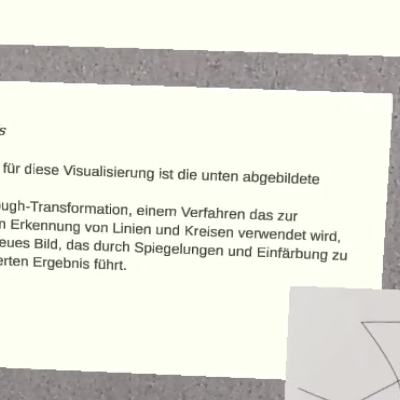 s
für diese Visualisierung ist die unten abgebildete
ugh-Transformation, einem Verfahren das zur
n Erkennung von Linien und Kreisen verwendet wird,
eues Bild, das durch Spiegelungen und Einfärbung zu
erten Ergebnis führt.